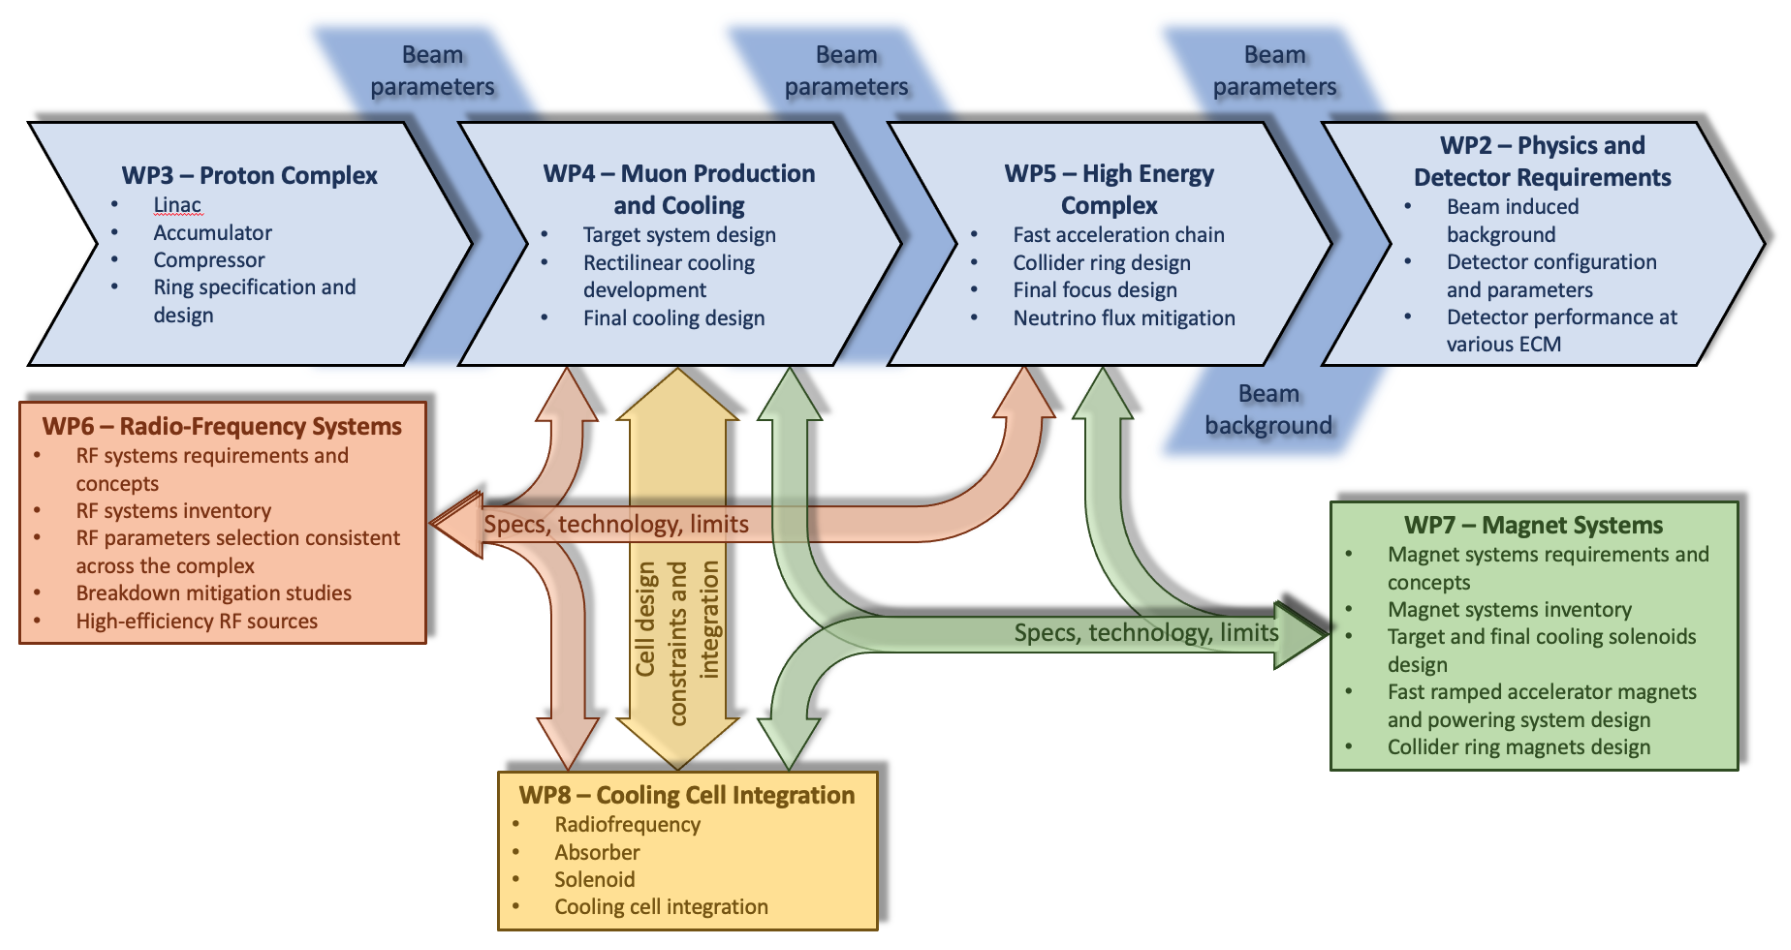 Beam
parameters
Beam
parameters
Beam
parameters
WP3 – Proton Complex
• Linac
• Accumulator
• Compressor
• Ring specification and
design
WP4 – Muon Production
and Cooling
• Target system design
• Rectilinear cooling
development
• Final cooling design
WP5 – High Energy
Complex
• Fast acceleration chain
• Collider ring design
• Final focus design
• Neutrino flux mitigation
WP2 – Physics and
Detector Requirements
• Beam induced
background
• Detector configuration
and parameters
• Detector performance at
various ECM
Beam
background
WP6 – Radio-Frequency Systems
• RF systems requirements and
concepts
• RF systems inventory
• RF parameters selection consistent
across the complex
• Breakdown mitigation studies
• High-efficiency RF sources
Specs, technology, limits
Cell design
constraints and
integration
Specs, technology, limits
WP7 – Magnet Systems
• Magnet systems requirements and
concepts
• Magnet systems inventory
• Target and final cooling solenoids
design
• Fast ramped accelerator magnets
and powering system design
• Collider ring magnets design
WP8 – Cooling Cell Integration
• Radiofrequency
• Absorber
• Solenoid
• Cooling cell integration